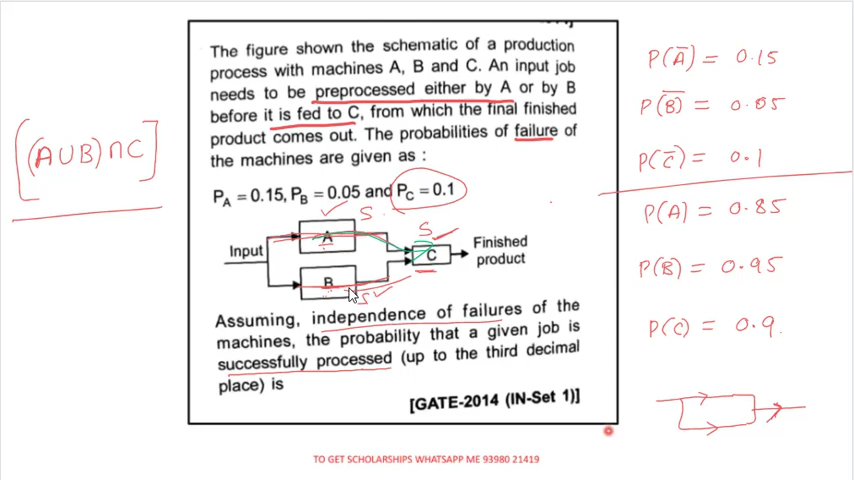 The figure shown the schematic of a production
process with machines A, B and C. An input job
needs to be preprocessed either by A or by B
before it is fed to C, from which the final finished
product comes out. The probabilities of failure of
the machines are given as :
P_A = 0.15, P_B = 0.05 and P_C = 0.1
S
S
A
Input
C
Finished
product
B
S
Assuming, independence of failures of the
machines, the probability that a given job is
successfully processed (up to the third decimal
place) is
[GATE-2014 (IN-Set 1)]
[(A∪B)∩C]
P(A̅) = 0.15
P(B̅) = 0.05
P(C̅) = 0.1
P(A) = 0.85
P(B) = 0.95
P(C) = 0.9
TO GET SCHOLARSHIPS WHATSAPP ME 93980 21419